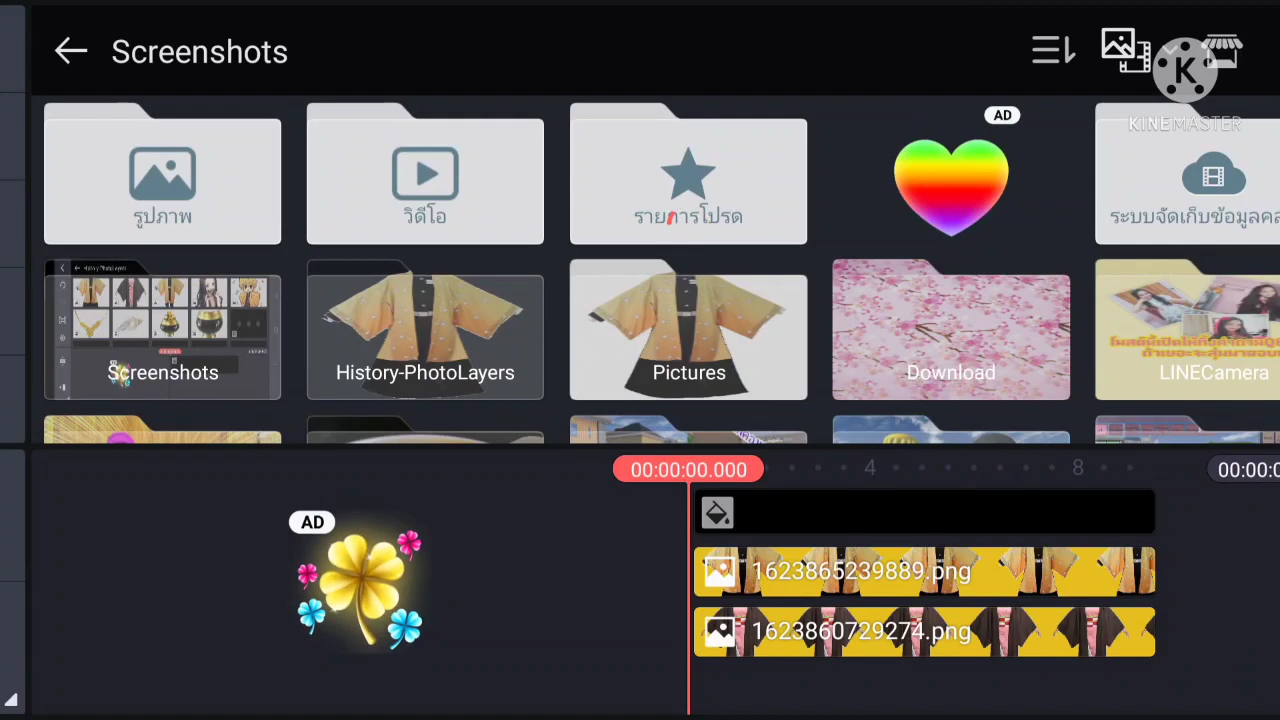 Screenshots
KINEMASTER
K
AD
รูปภาพ
วิดีโอ
รายการโปรด
ระบบจัดเก็บข้อมูลคล
History PhotoLayers
Screenshots
History-PhotoLayers
Pictures
Download
LINECamera
00:00:00.000
4
8
00:00:0
AD
1623865239889.png
1623860729274.png